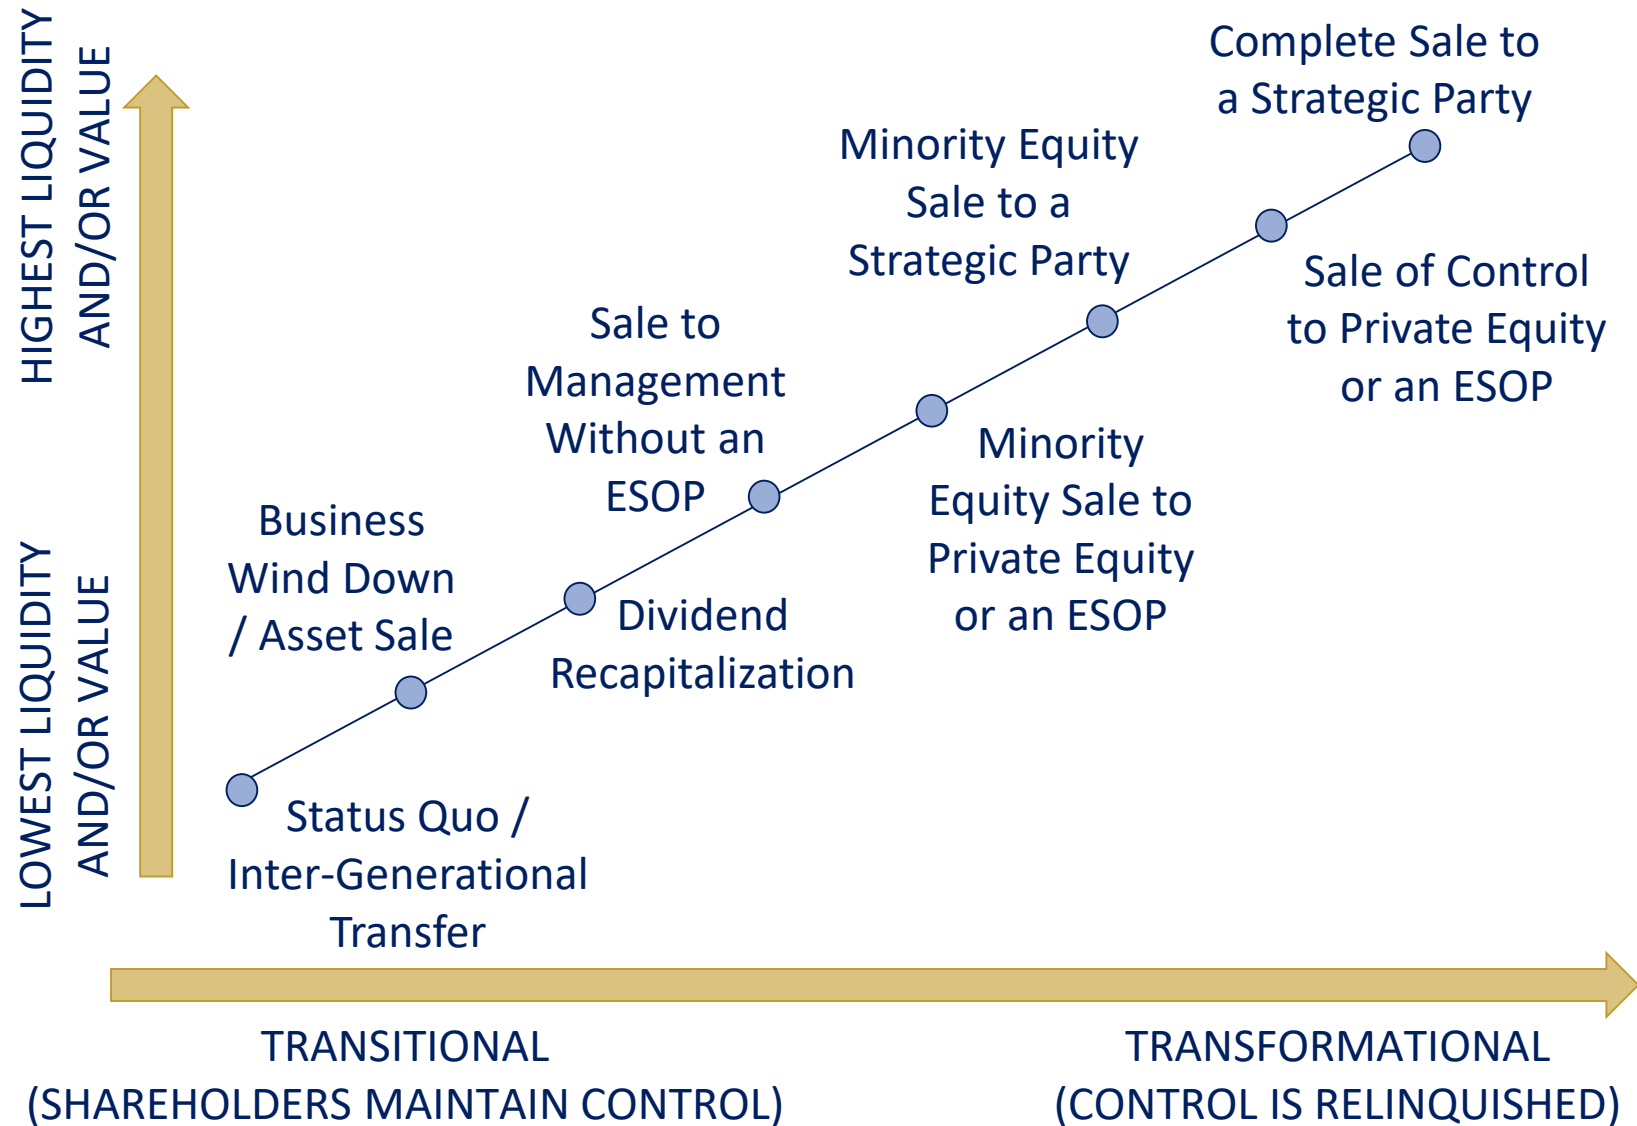 HIGHEST LIQUIDITY
AND/OR VALUE
LOWEST LIQUIDITY
AND/OR VALUE
Complete Sale to
a Strategic Party
Minority Equity
Sale to a
Strategic Party
Sale of Control
to Private Equity
or an ESOP
Sale to
Management
Without an
ESOP
Minority
Equity Sale to
Private Equity
or an ESOP
Business
Wind Down
/ Asset Sale
Dividend
Recapitalization
Status Quo /
Inter-Generational
Transfer
TRANSITIONAL
(SHAREHOLDERS MAINTAIN CONTROL)
TRANSFORMATIONAL
(CONTROL IS RELINQUISHED)